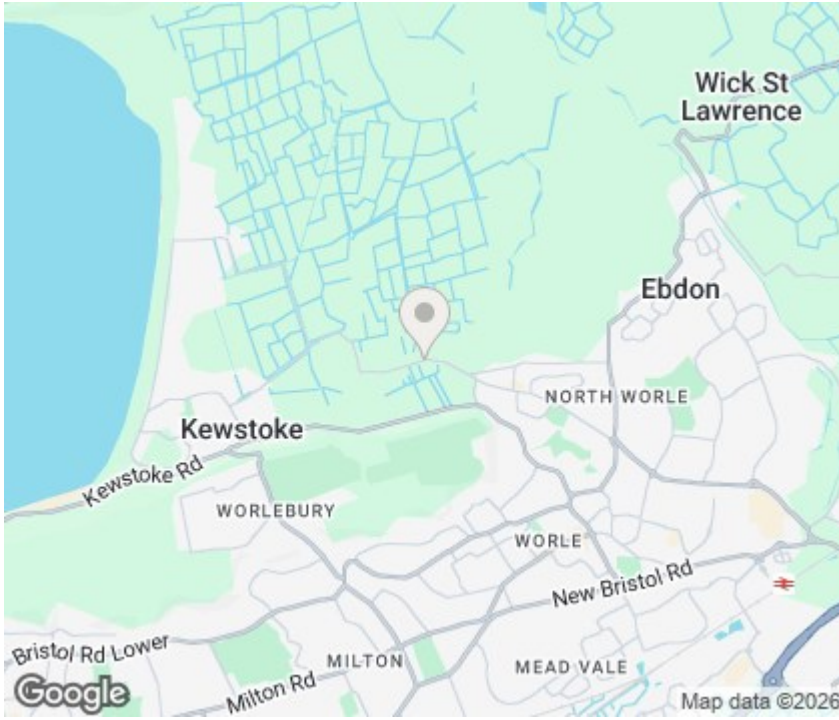 Wick St
Lawrence
Ebdon
NORTH WORLE
Kewstoke
Kewstoke Rd
WORLEBURY
WORLE
New Bristol Rd
Bristol Rd Lower
MILTON
MEAD VALE
Milton Rd
Google
Map data ©2026